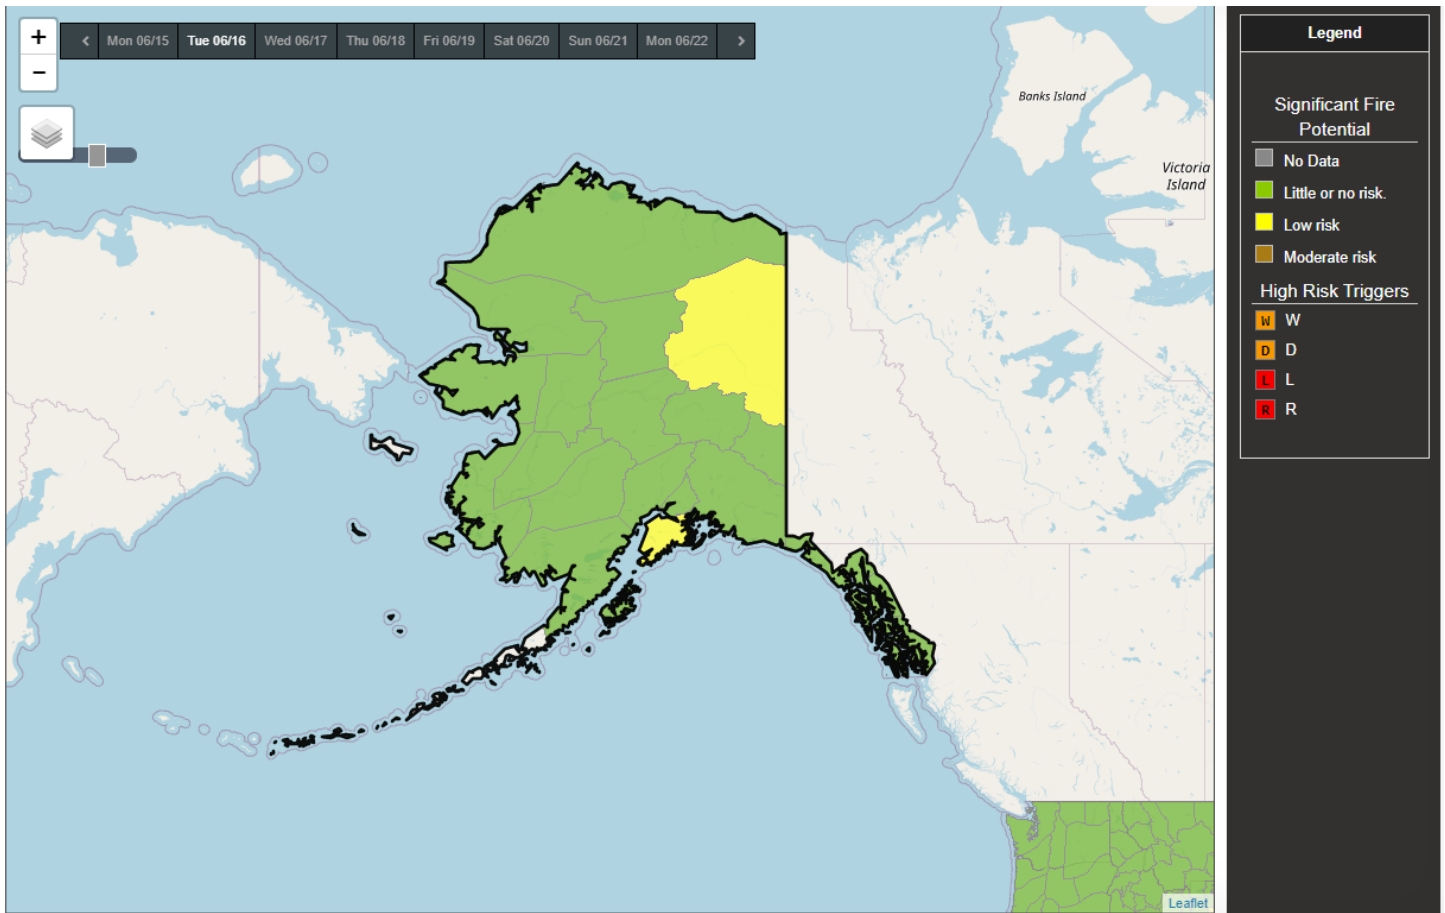 +
−
‹ Mon 06/15 Tue 06/16 Wed 06/17 Thu 06/18 Fri 06/19 Sat 06/20 Sun 06/21 Mon 06/22 ›
Banks Island
Victoria
Island
Leaflet
Legend
Significant Fire
Potential
No Data
Little or no risk.
Low risk
Moderate risk
High Risk Triggers
W W
D D
L L
R R